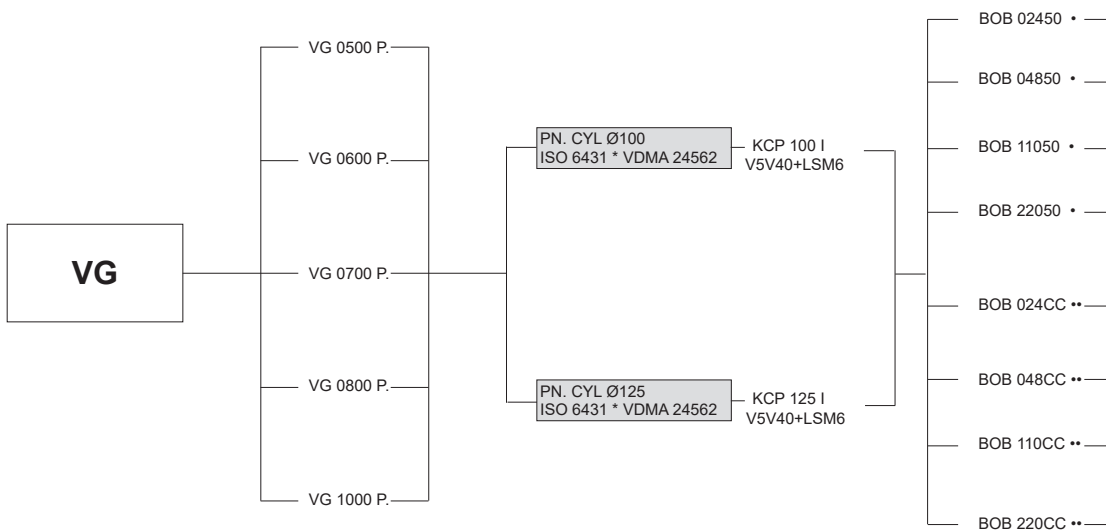 VG
VG 0500 P.
VG 0600 P.
VG 0700 P.
VG 0800 P.
VG 1000 P.
PN. CYL Ø100
ISO 6431 * VDMA 24562
KCP 100 I
V5V40+LSM6
PN. CYL Ø125
ISO 6431 * VDMA 24562
KCP 125 I
V5V40+LSM6
BOB 02450 •
BOB 04850 •
BOB 11050 •
BOB 22050 •
BOB 024CC ••
BOB 048CC ••
BOB 110CC ••
BOB 220CC ••